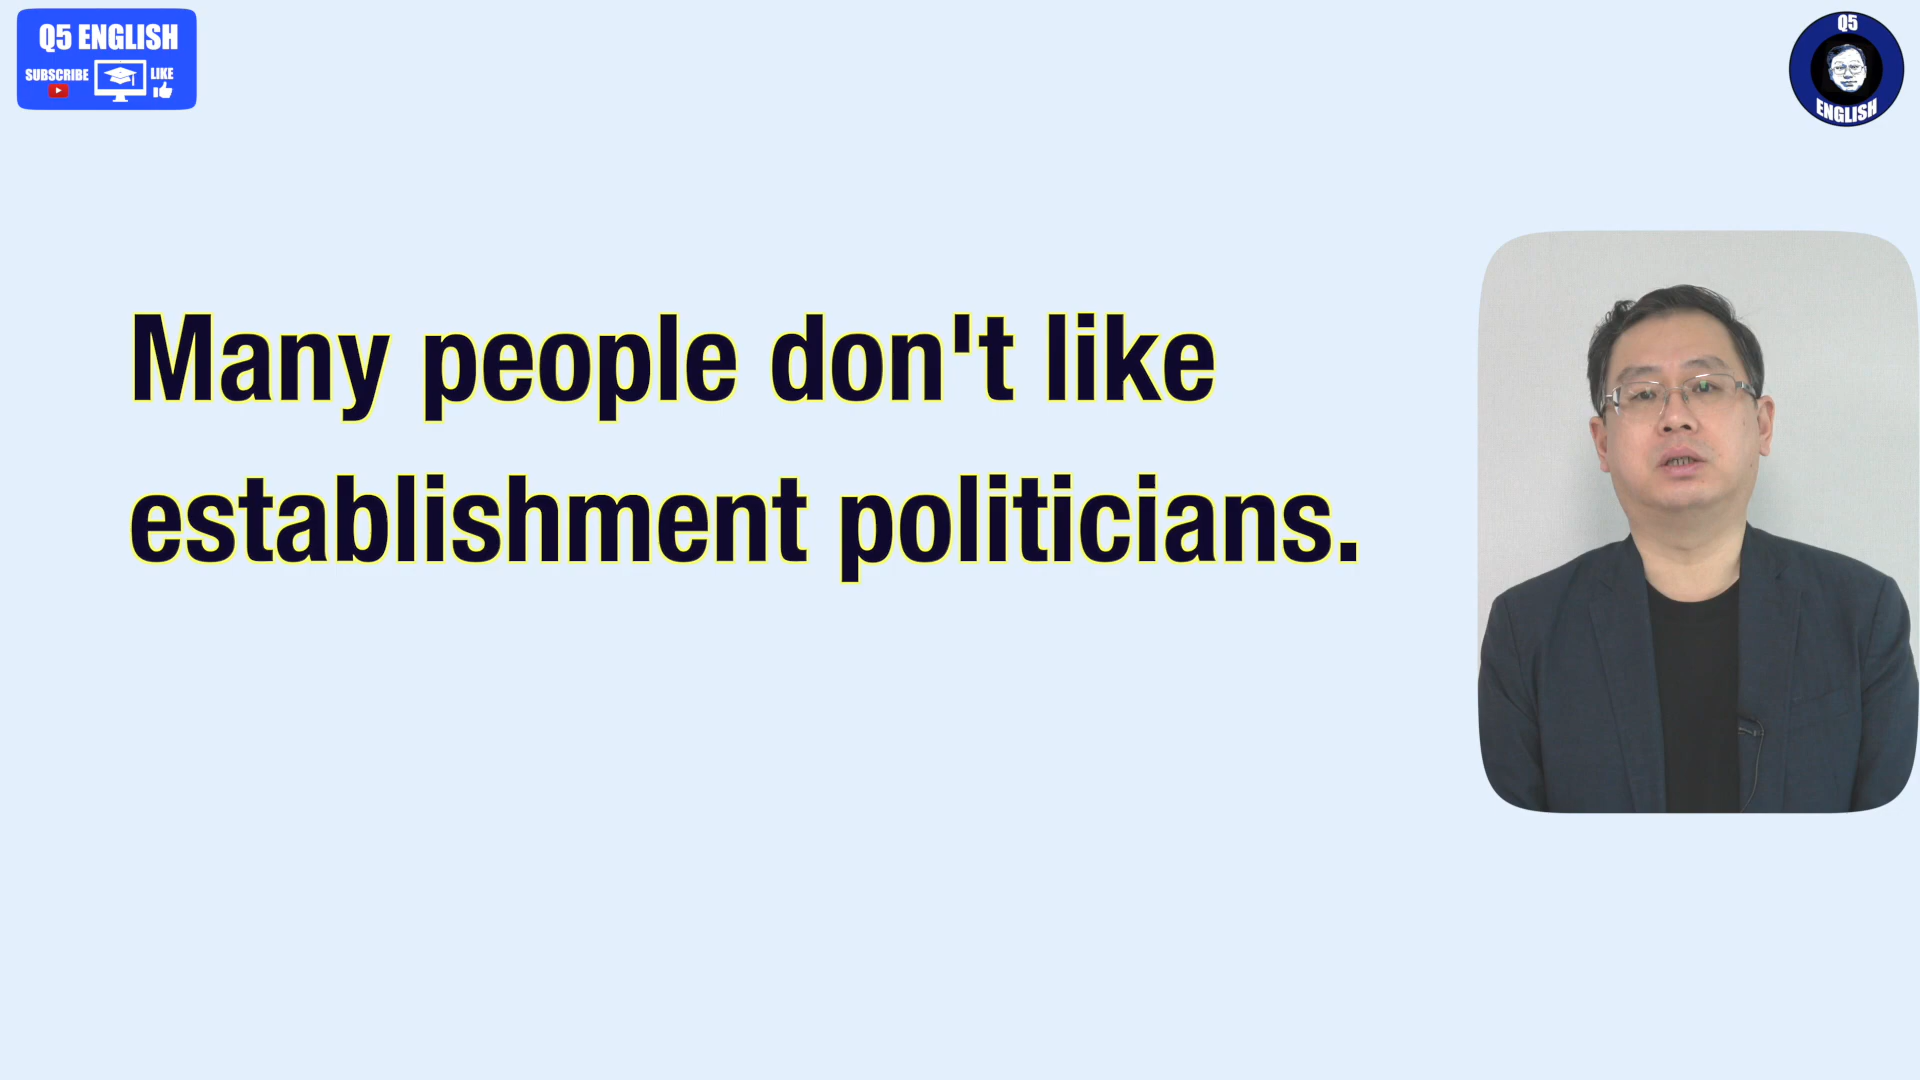 Q5 ENGLISH
SUBSCRIBE
LIKE
Q5
ENGLISH
Many people don't like
establishment politicians.